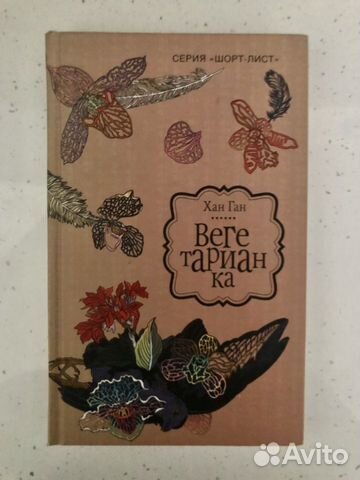 СЕРИЯ «ШОРТ-ЛИСТ»
Хан Ган
Веге
тариан
ка
Avito